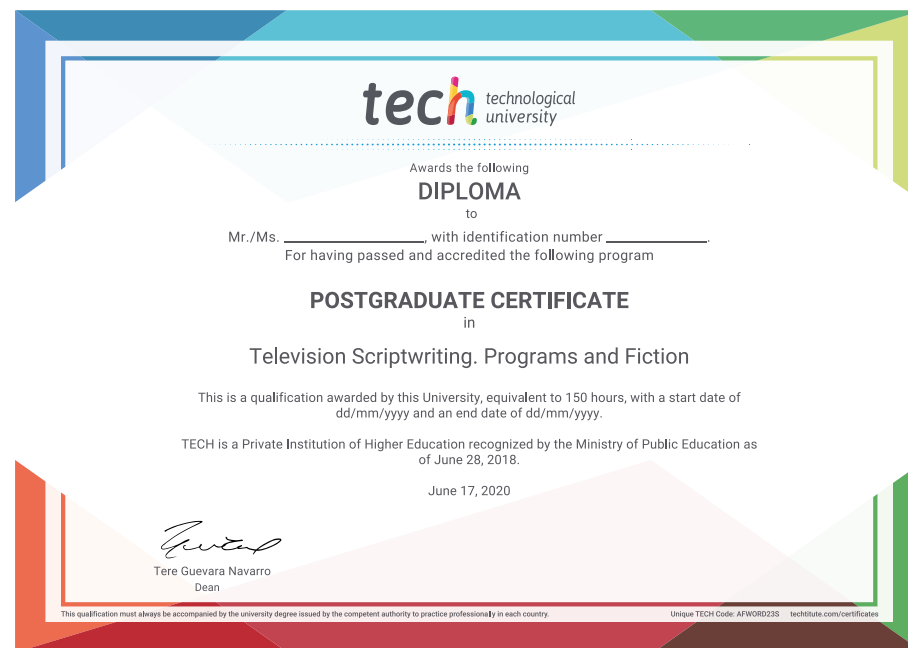 tech technological
university
Awards the following
DIPLOMA
to
Mr./Ms. ____________________, with identification number ______________.
For having passed and accredited the following program
POSTGRADUATE CERTIFICATE
in
Television Scriptwriting. Programs and Fiction
This is a qualification awarded by this University, equivalent to 150 hours, with a start date of
dd/mm/yyyy and an end date of dd/mm/yyyy.
TECH is a Private Institution of Higher Education recognized by the Ministry of Public Education as
of June 28, 2018.
June 17, 2020
Tere Guevara Navarro
Dean
This qualification must always be accompanied by the university degree issued by the competent authority to practice professionally in each country. Unique TECH Code: AFWORD23S techtitute.com/certificates